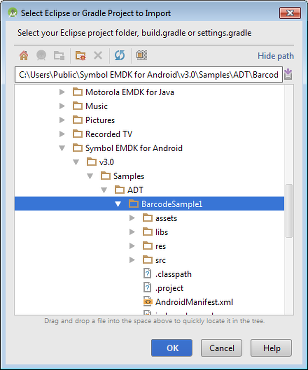 Select Eclipse or Gradle Project to Import
Select your Eclipse project folder, build.gradle or settings.gradle
Hide path
C:\Users\Public\Symbol EMDK for Android\v3.0\Samples\ADT\Barcod
Motorola EMDK for Java
Music
Pictures
Recorded TV
Symbol EMDK for Android
v3.0
Samples
ADT
BarcodeSample1
assets
libs
res
src
.classpath
.project
AndroidManifest.xml
Drag and drop a file into the space above to quickly locate it in the tree.
OK
Cancel
Help